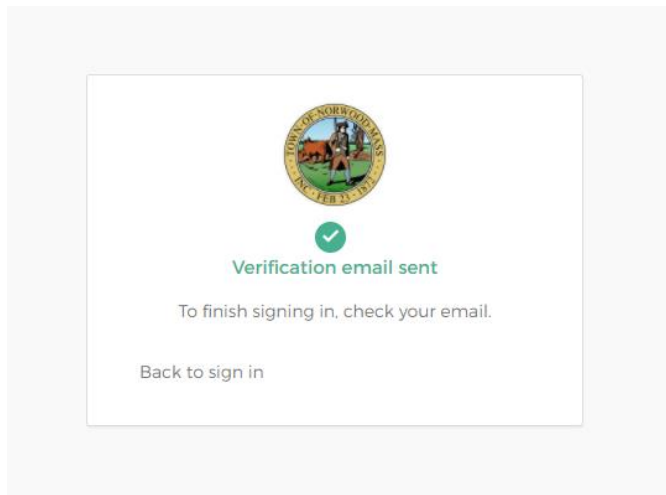 TOWN·OF·NORWOOD·MASS
INC·FEB 23·1872
Verification email sent
To finish signing in, check your email.
Back to sign in